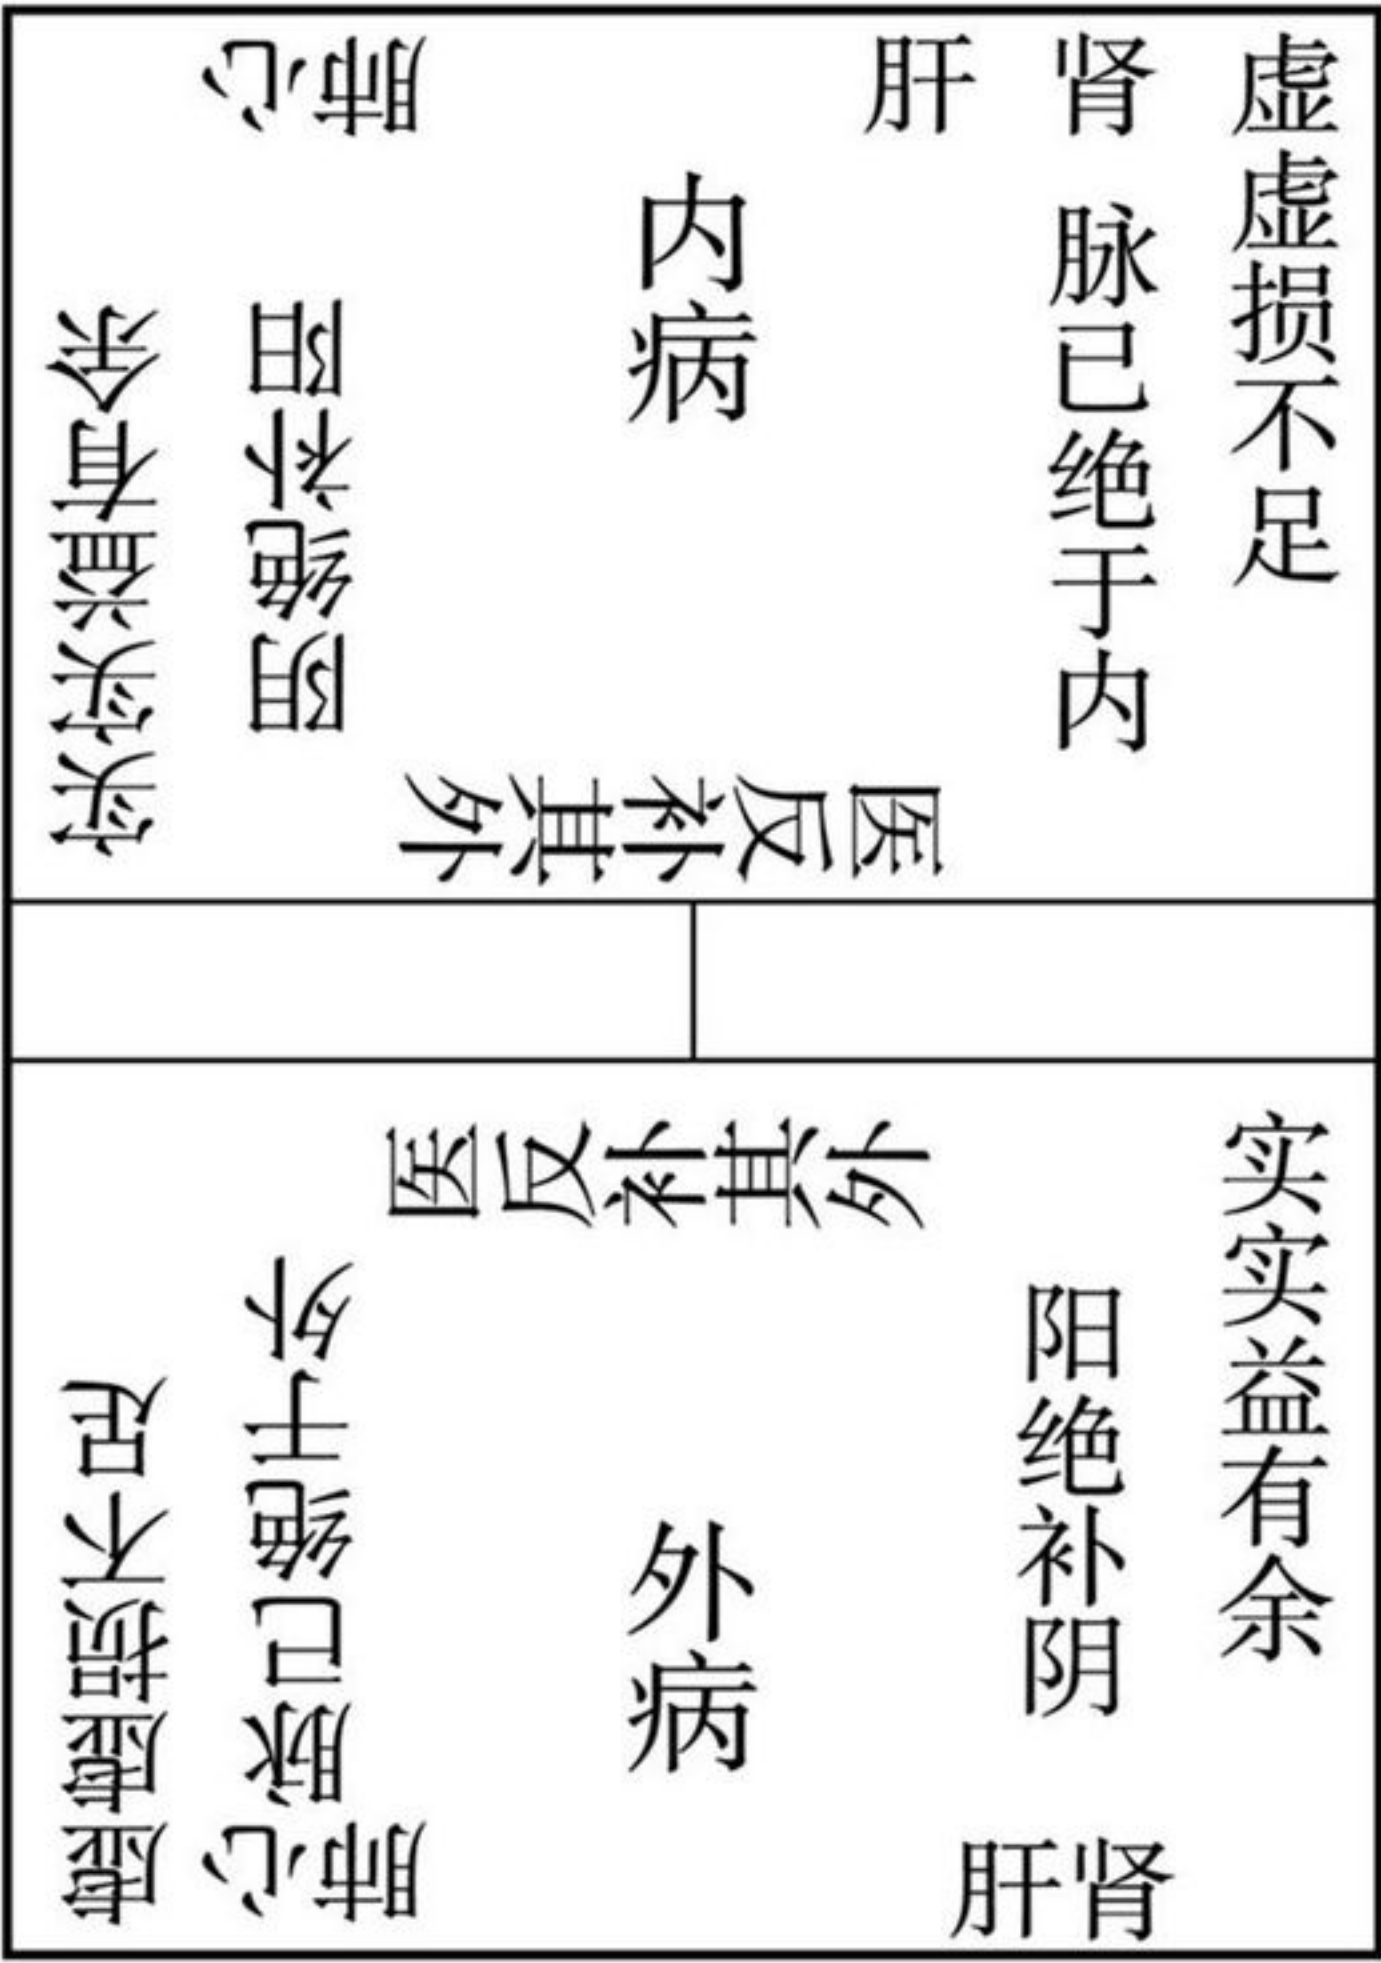 虚虚损不足
肾
脉已绝于内
肝
内病
医反补其外
肺心
阴绝补阳
实实益有余
实实益有余
阳绝补阴
肝肾
医反补其外
外病
肺心
脉已绝于外
虚虚损不足